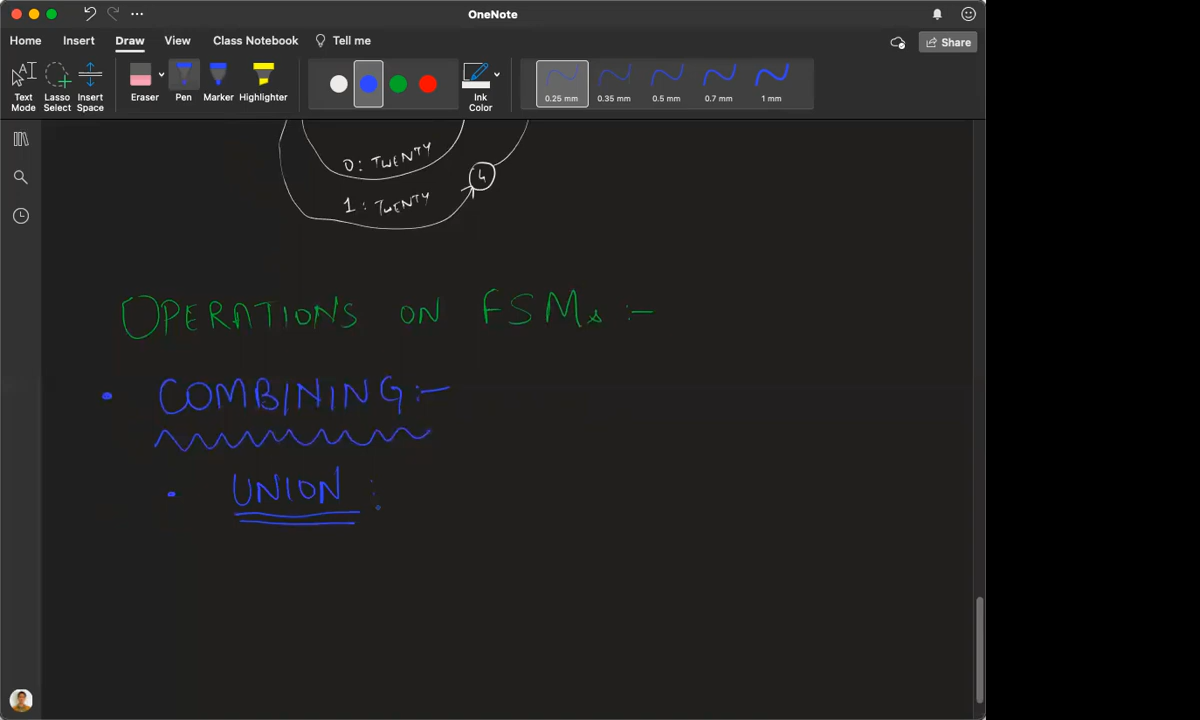 OneNote
Home Insert Draw View Class Notebook Tell me Share
Text Mode Lasso Select Insert Space Eraser Pen Marker Highlighter Ink Color 0.25 mm 0.35 mm 0.5 mm 0.7 mm 1 mm
0: TWENTY
4
1: TWENTY
OPERATIONS ON FSMs :-
• COMBINING :-
• UNION :